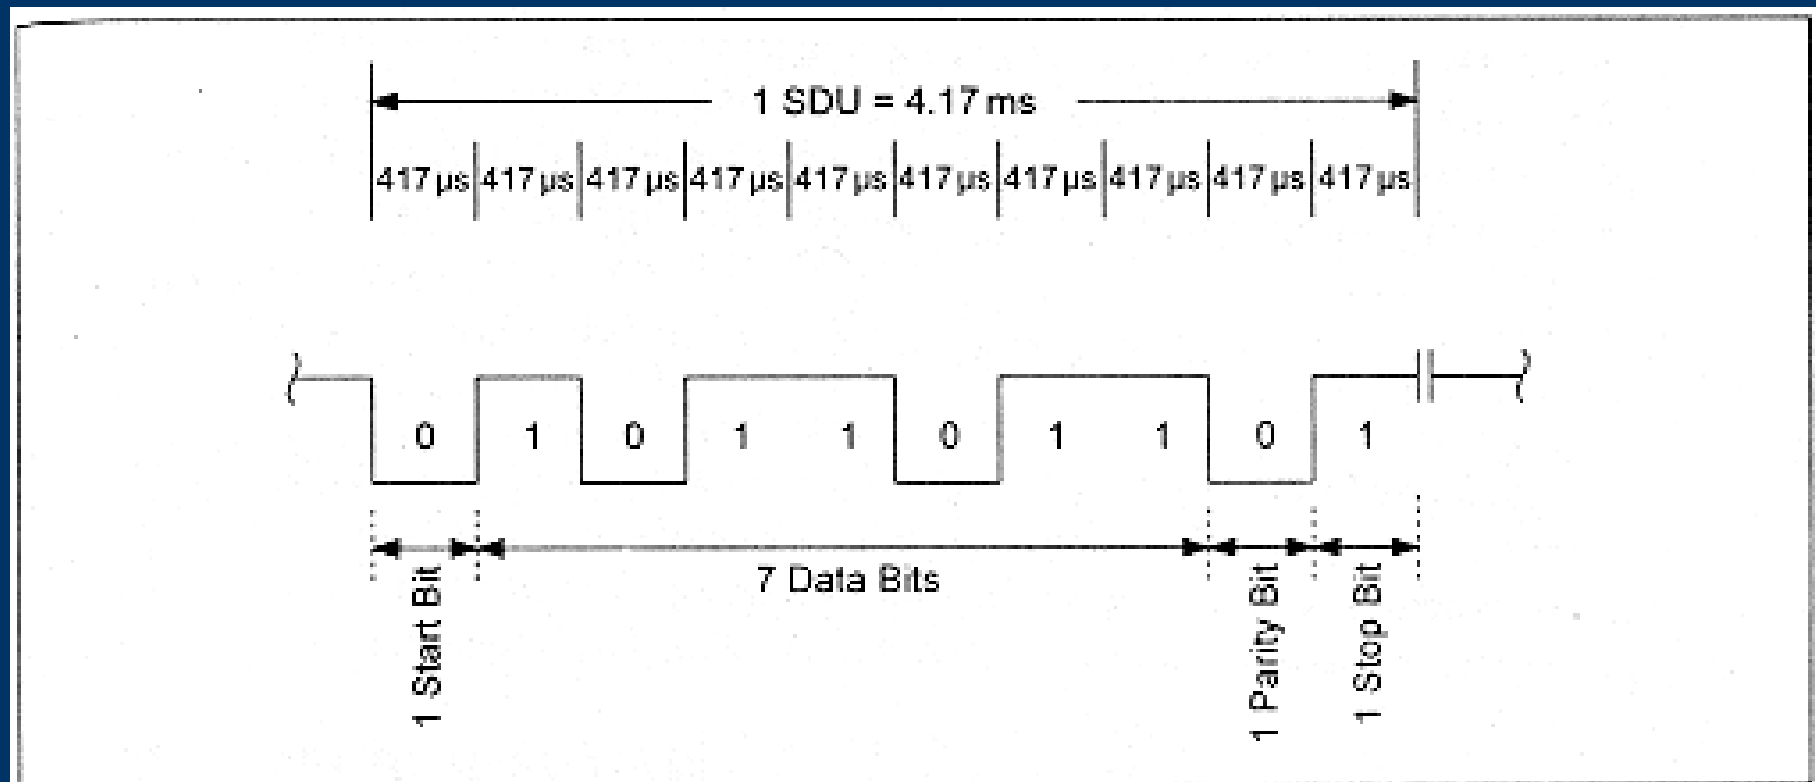 1 SDU = 4.17 ms
417 µs 417 µs 417 µs 417 µs 417 µs 417 µs 417 µs 417 µs 417 µs 417 µs
0 1 0 1 1 0 1 1 0 1
7 Data Bits
1 Start Bit
1 Parity Bit
1 Stop Bit